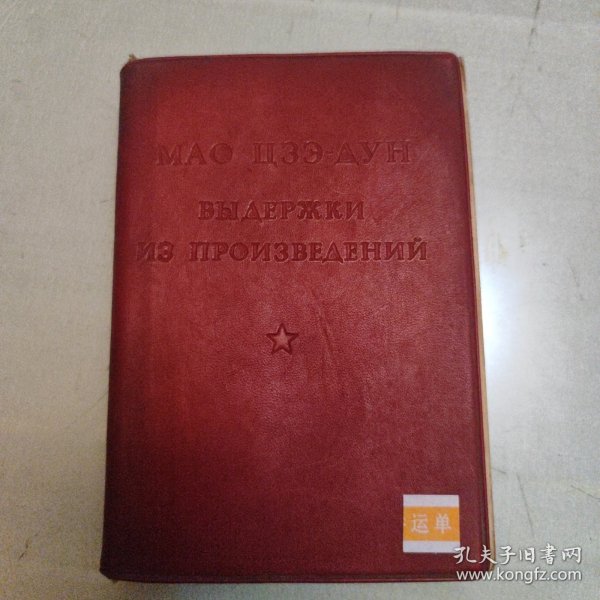 МАО ЦЗЭ-ДУН
ВЫДЕРЖКИ
ИЗ ПРОИЗВЕДЕНИЙ
运单
孔夫子旧书网
www.kongfz.com